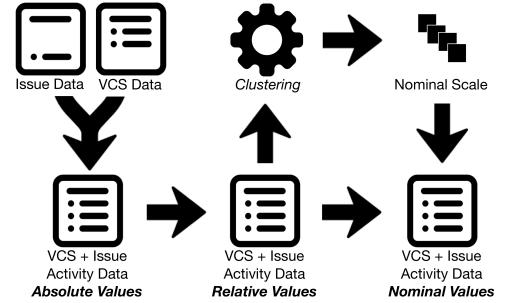 Issue Data
VCS Data
Clustering
Nominal Scale
VCS + Issue
Activity Data
Absolute Values
VCS + Issue
Activity Data
Relative Values
VCS + Issue
Activity Data
Nominal Values